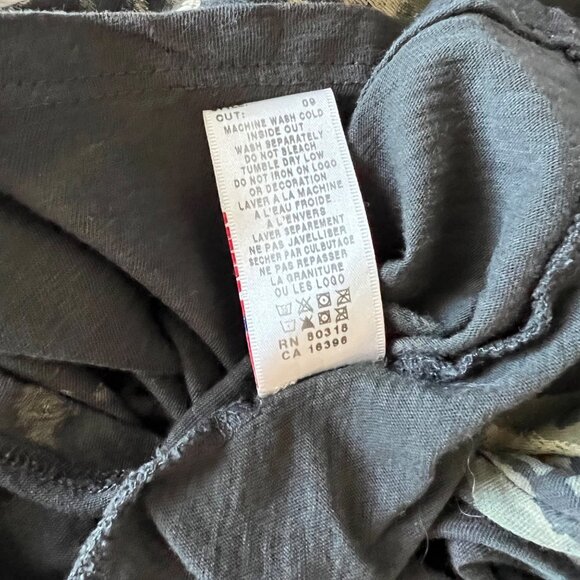 CUT: 09
MACHINE WASH COLD
INSIDE OUT
WASH SEPARATELY
DO NOT BLEACH
TUMBLE DRY LOW
DO NOT IRON ON LOGO
OR DECORATION
LAVER A LA MACHINE
A L'EAU FROIDE
A L'ENVERS
LAVER SEPAREMENT
NE PAS JAVELLISER
SECHER PAR CULBUTAGE
NE PAS REPASSER
LA GRANITURE
OU LES LOGO
RN 80318
CA 16396